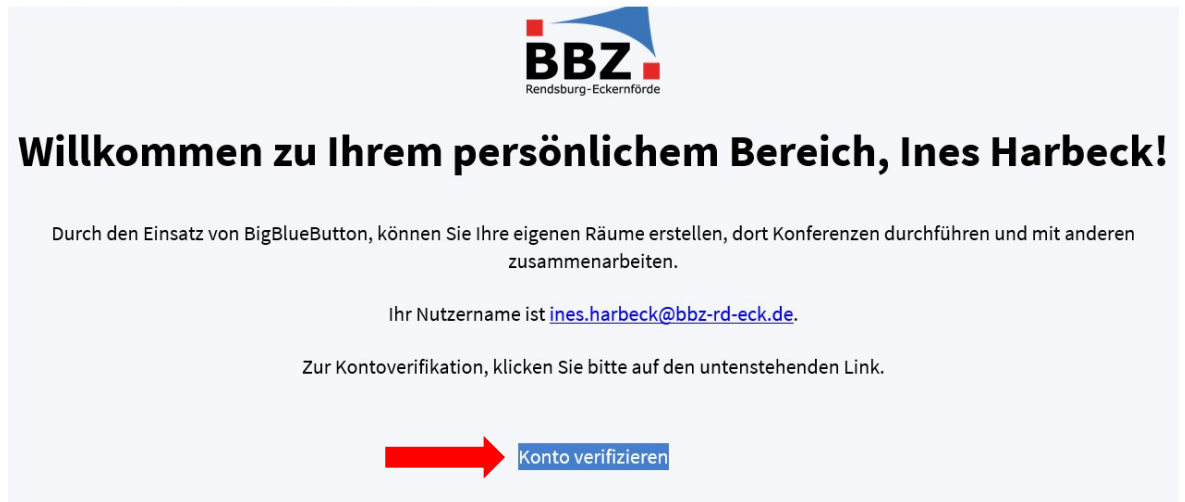 BBZ
Rendsburg-Eckernförde
Willkommen zu Ihrem persönlichem Bereich, Ines Harbeck!
Durch den Einsatz von BigBlueButton, können Sie Ihre eigenen Räume erstellen, dort Konferenzen durchführen und mit anderen
zusammenarbeiten.
Ihr Nutzername ist ines.harbeck@bbz-rd-eck.de.
Zur Kontoverifikation, klicken Sie bitte auf den untenstehenden Link.
Konto verifizieren